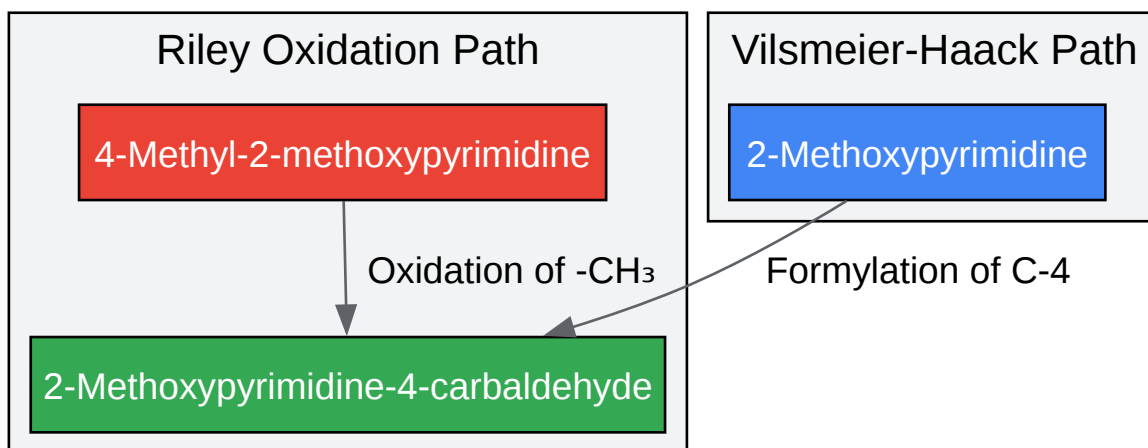 Riley Oxidation Path
4-Methyl-2-methoxypyrimidine
Oxidation of -CH₃
2-Methoxypyrimidine-4-carbaldehyde
Vilsmeier-Haack Path
2-Methoxypyrimidine
Formylation of C-4